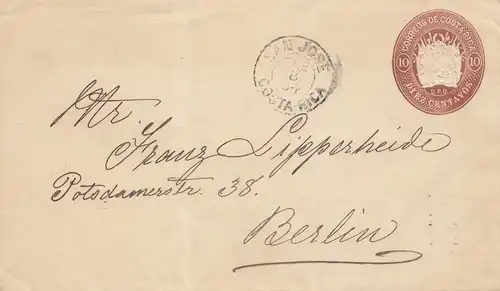 CORREOS DE COSTA RICA
10 10
U.P.U.
DIEZ CENTAVOS
SAN JOSE
COSTA RICA
Mr.
Franz Lipperheide
Potsdamerstr. 38.
Berlin